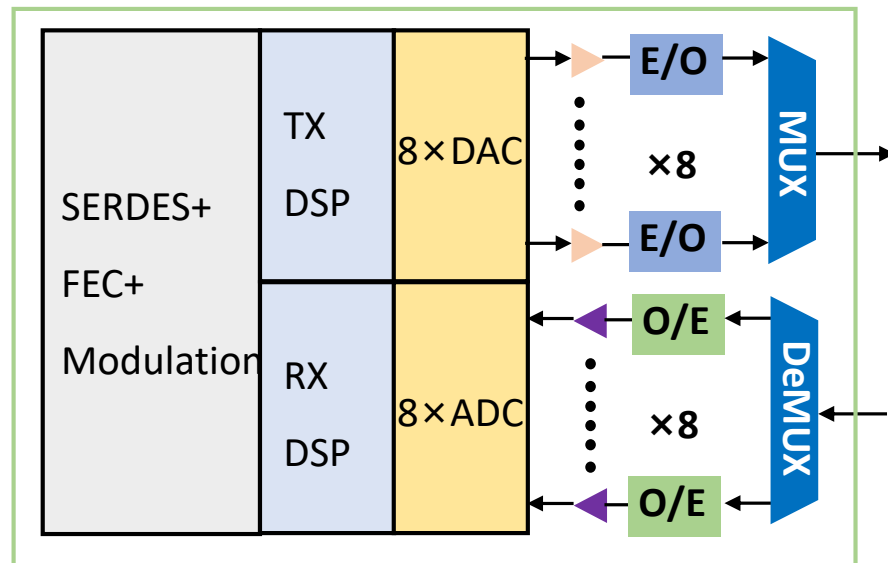 SERDES+
FEC+
Modulation
TX
DSP
8×DAC
E/O
×8
E/O
MUX
RX
DSP
8×ADC
O/E
×8
O/E
DeMUX